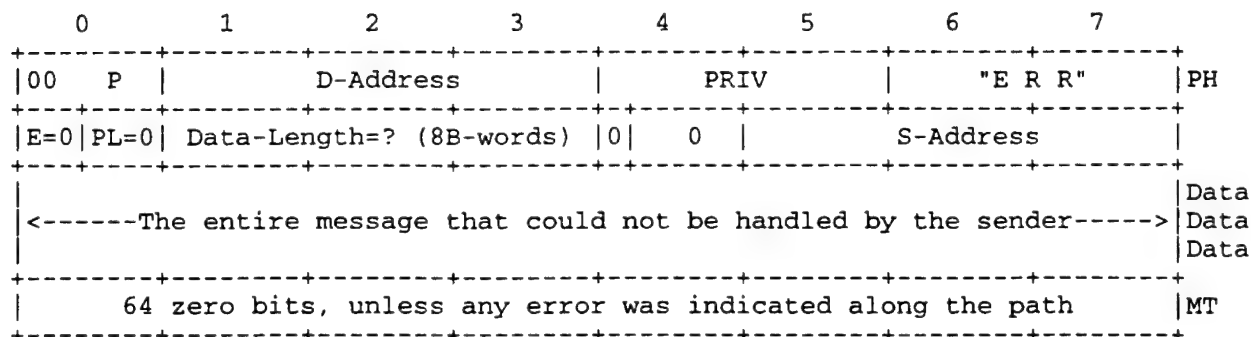 0 1 2 3 4 5 6 7
+--------+--------+--------+--------+--------+--------+--------+--------+
|00 P | D-Address | PRIV | "E R R" |PH
+----+----+--------+--------+--------+-+------+--------+--------+--------+
|E=0|PL=0| Data-Length=? (8B-words) |0| 0 | S-Address |
+----+----+--------+--------+--------+-+------+--------+--------+--------+
| |Data
|<------The entire message that could not be handled by the sender----->|Data
| |Data
+--------+--------+--------+--------+--------+--------+--------+--------+
| 64 zero bits, unless any error was indicated along the path |MT
+--------+--------+--------+--------+--------+--------+--------+--------+